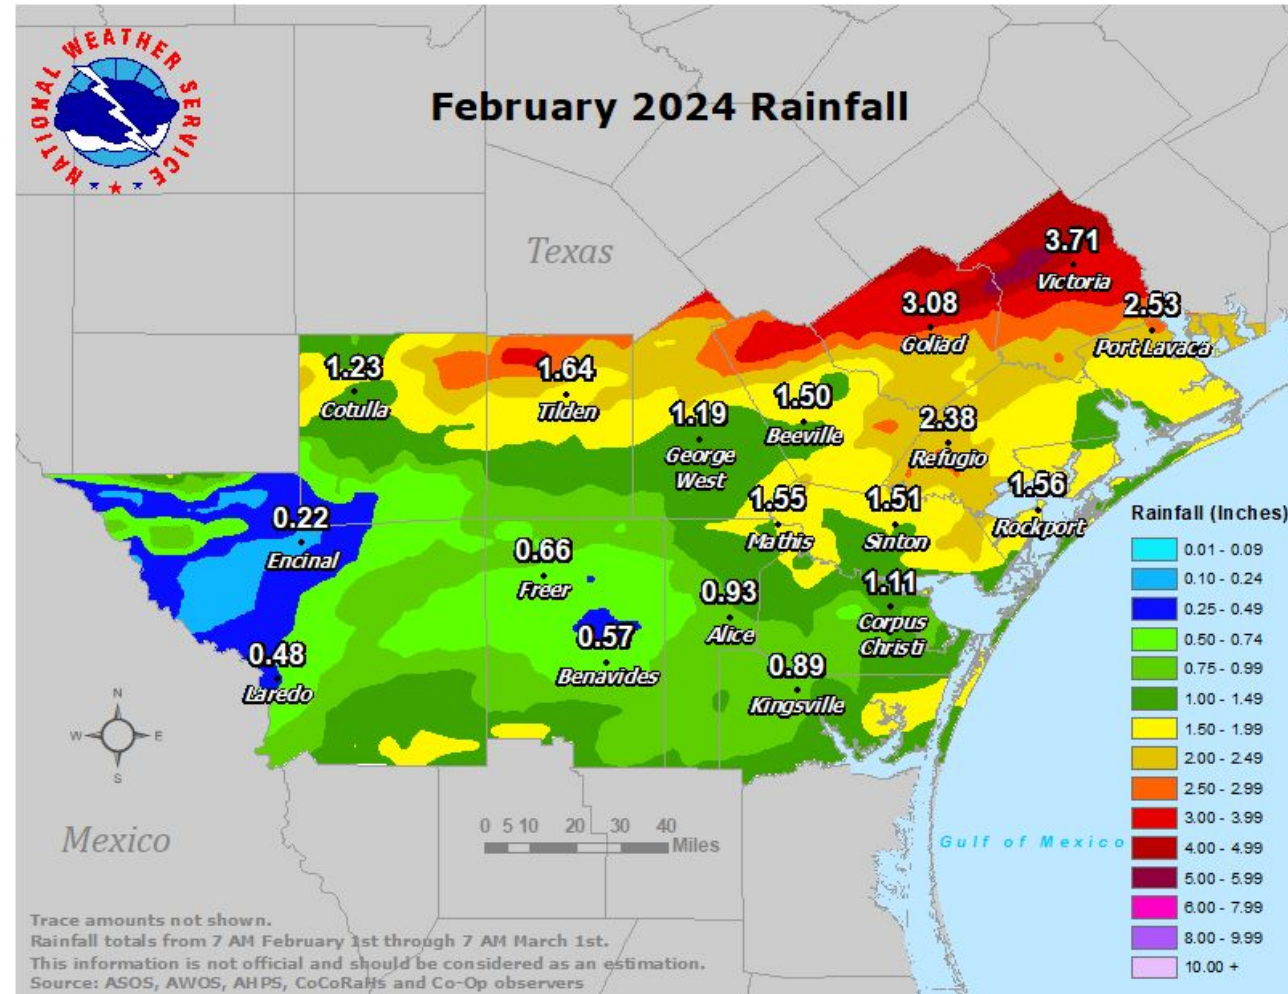 NATIONAL WEATHER SERVICE
February 2024 Rainfall
Texas
3.71
Victoria
3.08
Goliad
2.53
Port Lavaca
1.23
Cotulla
1.64
Tilden
1.19
George
West
1.50
Beeville
2.38
Refugio
0.22
Encinal
1.55
Mathis
1.51
Sinton
1.56
Rockport
0.66
Freer
0.93
Alice
1.11
Corpus
Christi
0.57
Benavides
0.48
Laredo
0.89
Kingsville
N
W E
S
Mexico
0 5 10 20 30 40
Miles
Gulf of Mexico
Rainfall (Inches)
0.01 - 0.09
0.10 - 0.24
0.25 - 0.49
0.50 - 0.74
0.75 - 0.99
1.00 - 1.49
1.50 - 1.99
2.00 - 2.49
2.50 - 2.99
3.00 - 3.99
4.00 - 4.99
5.00 - 5.99
6.00 - 7.99
8.00 - 9.99
10.00 +
Trace amounts not shown.
Rainfall totals from 7 AM February 1st through 7 AM March 1st.
This information is not official and should be considered as an estimation.
Source: ASOS, AWOS, AHPS, CoCoRaHs and Co-Op observers